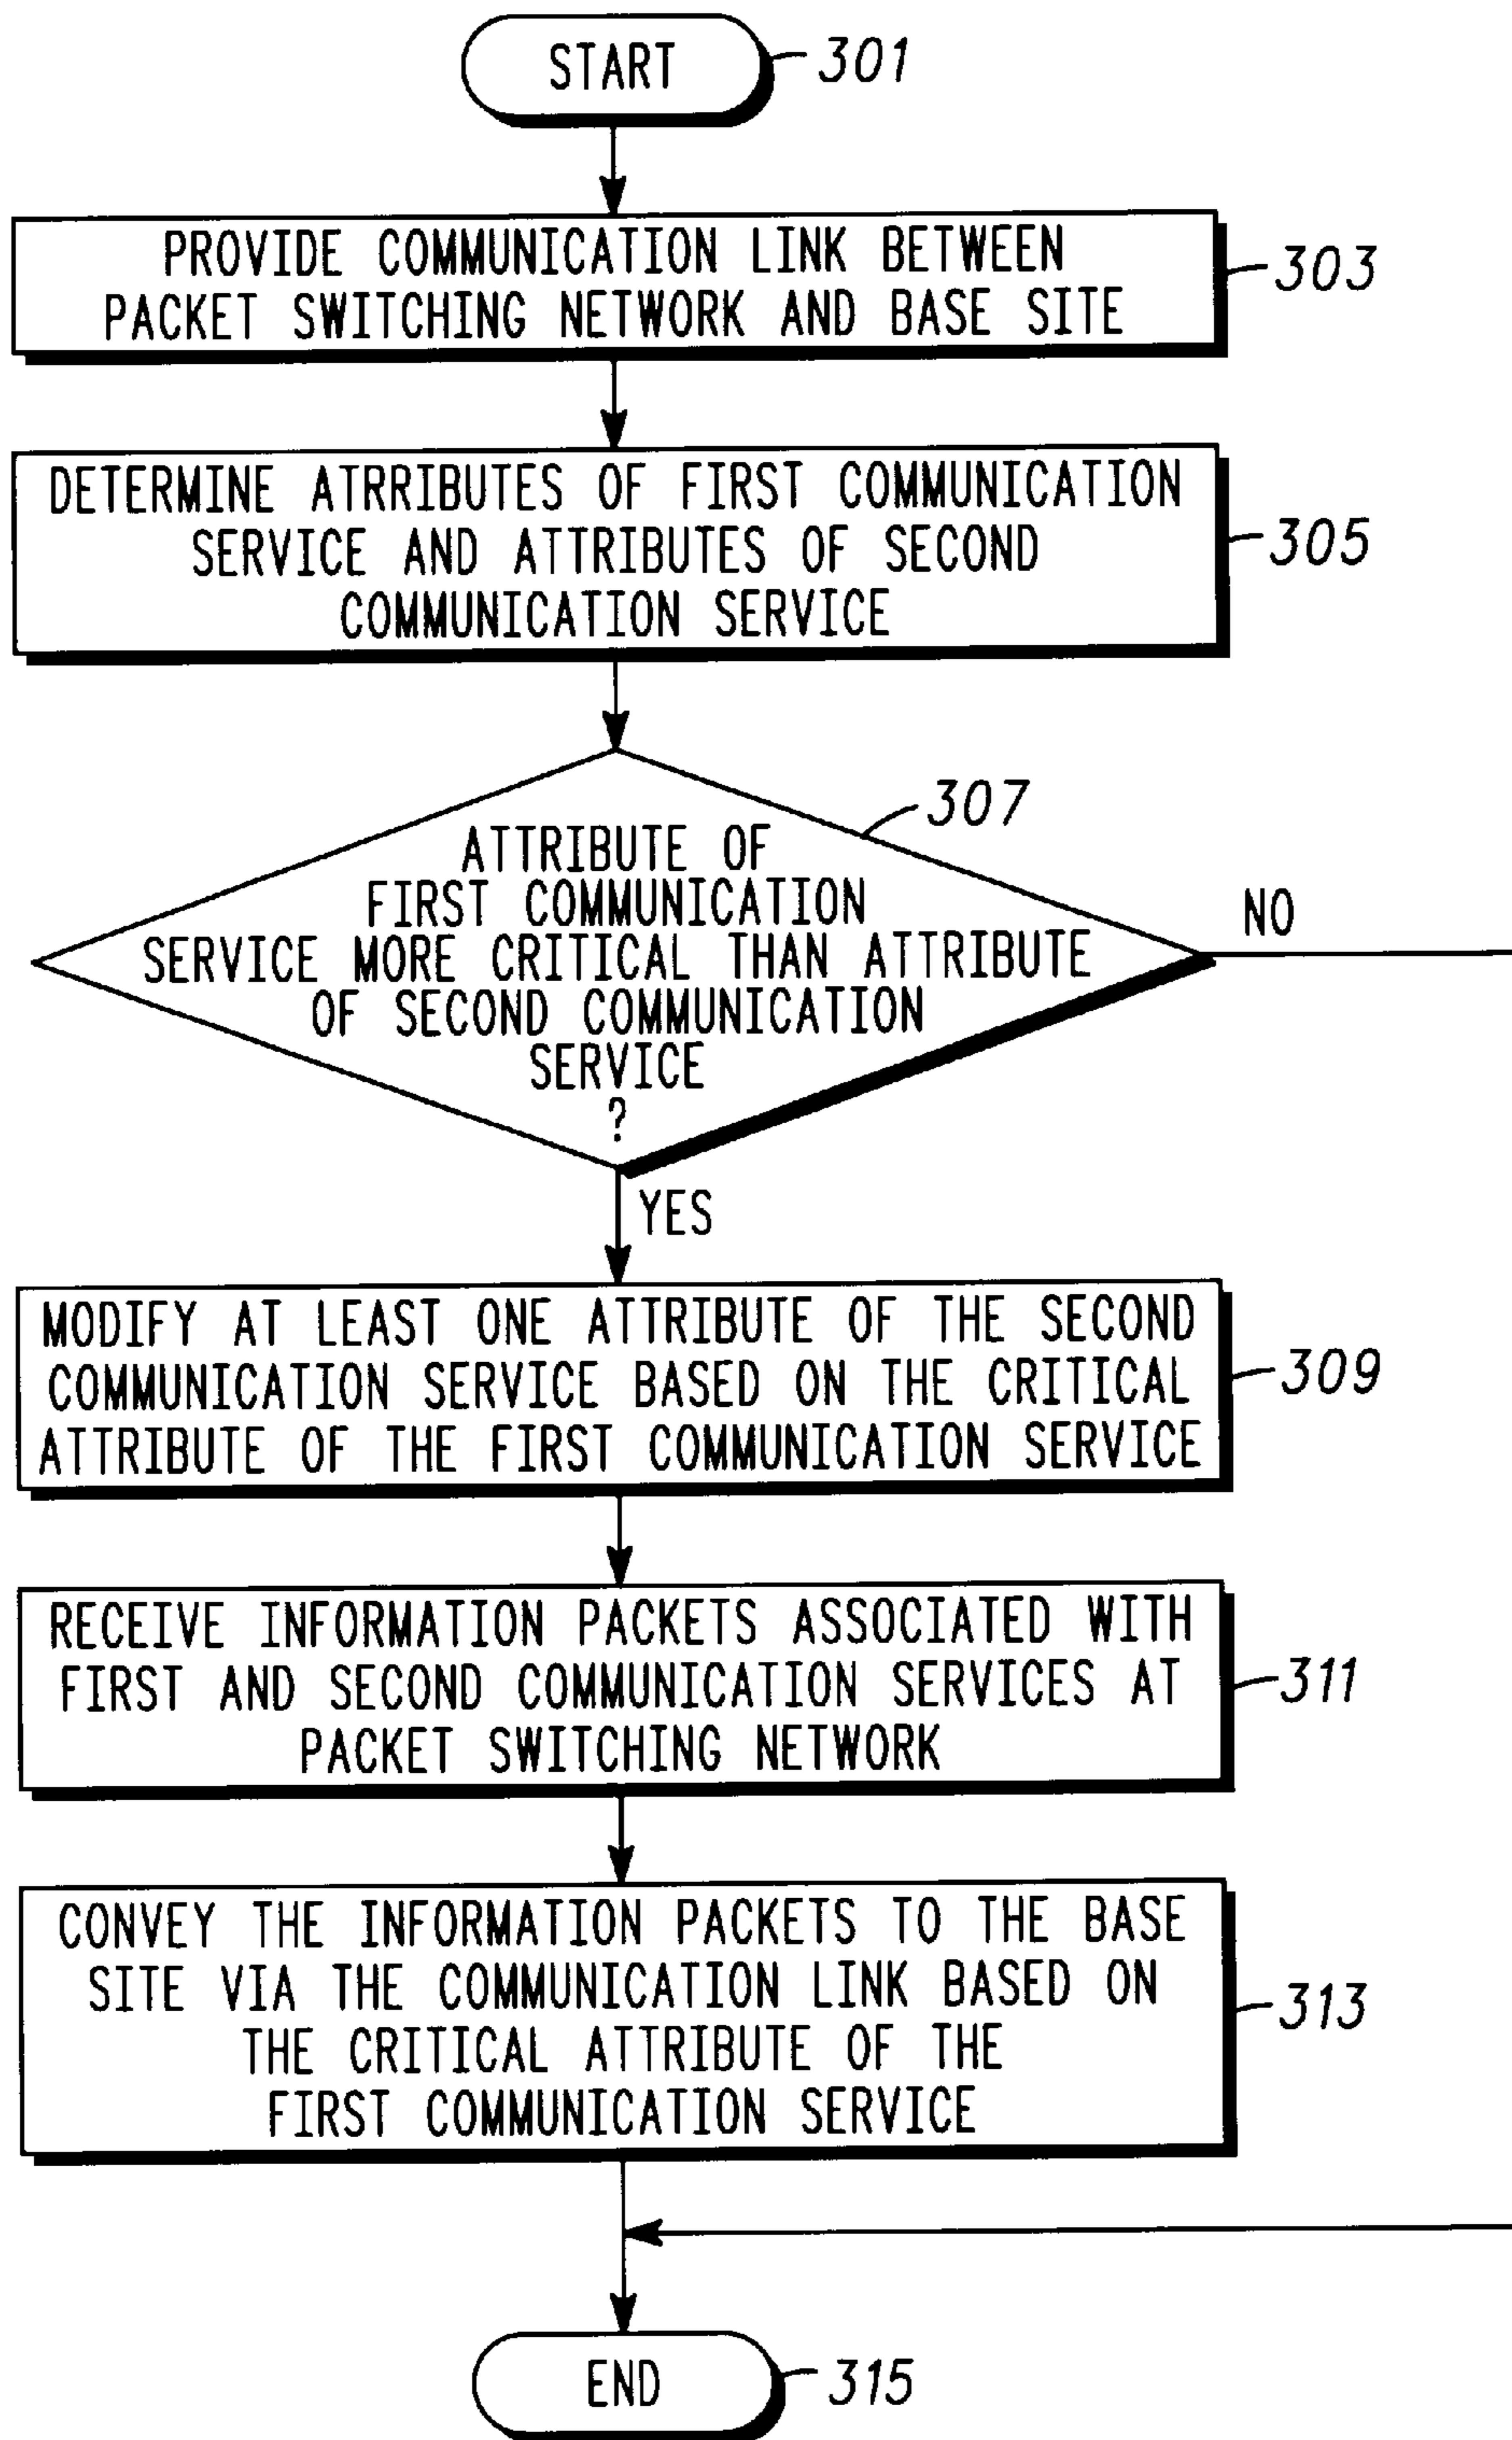 START
301
PROVIDE COMMUNICATION LINK BETWEEN
PACKET SWITCHING NETWORK AND BASE SITE
303
DETERMINE ATRRIBUTES OF FIRST COMMUNICATION
SERVICE AND ATTRIBUTES OF SECOND
COMMUNICATION SERVICE
305
307
ATTRIBUTE OF
FIRST COMMUNICATION
SERVICE MORE CRITICAL THAN ATTRIBUTE
OF SECOND COMMUNICATION
SERVICE
?
NO
YES
MODIFY AT LEAST ONE ATTRIBUTE OF THE SECOND
COMMUNICATION SERVICE BASED ON THE CRITICAL
ATTRIBUTE OF THE FIRST COMMUNICATION SERVICE
309
RECEIVE INFORMATION PACKETS ASSOCIATED WITH
FIRST AND SECOND COMMUNICATION SERVICES AT
PACKET SWITCHING NETWORK
311
CONVEY THE INFORMATION PACKETS TO THE BASE
SITE VIA THE COMMUNICATION LINK BASED ON
THE CRITICAL ATTRIBUTE OF THE
FIRST COMMUNICATION SERVICE
313
END
315